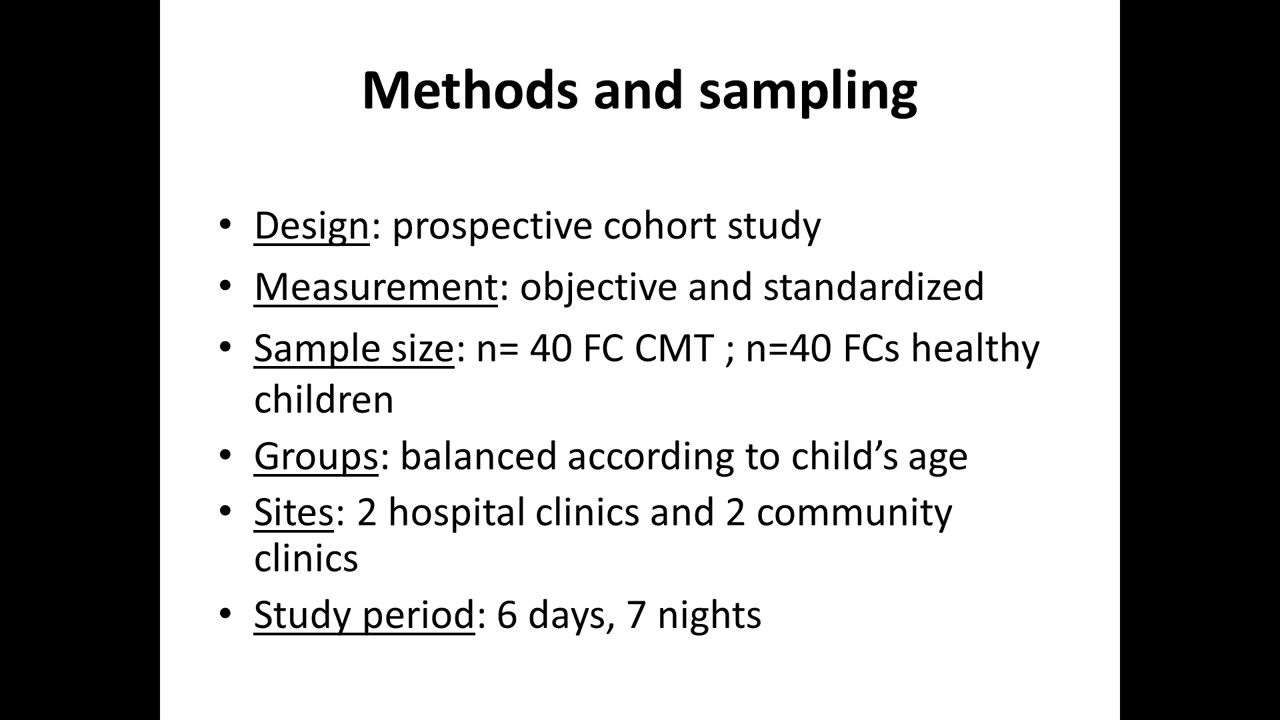 Methods and sampling
• Design: prospective cohort study
• Measurement: objective and standardized
• Sample size: n= 40 FC CMT ; n=40 FCs healthy
children
• Groups: balanced according to child’s age
• Sites: 2 hospital clinics and 2 community
clinics
• Study period: 6 days, 7 nights